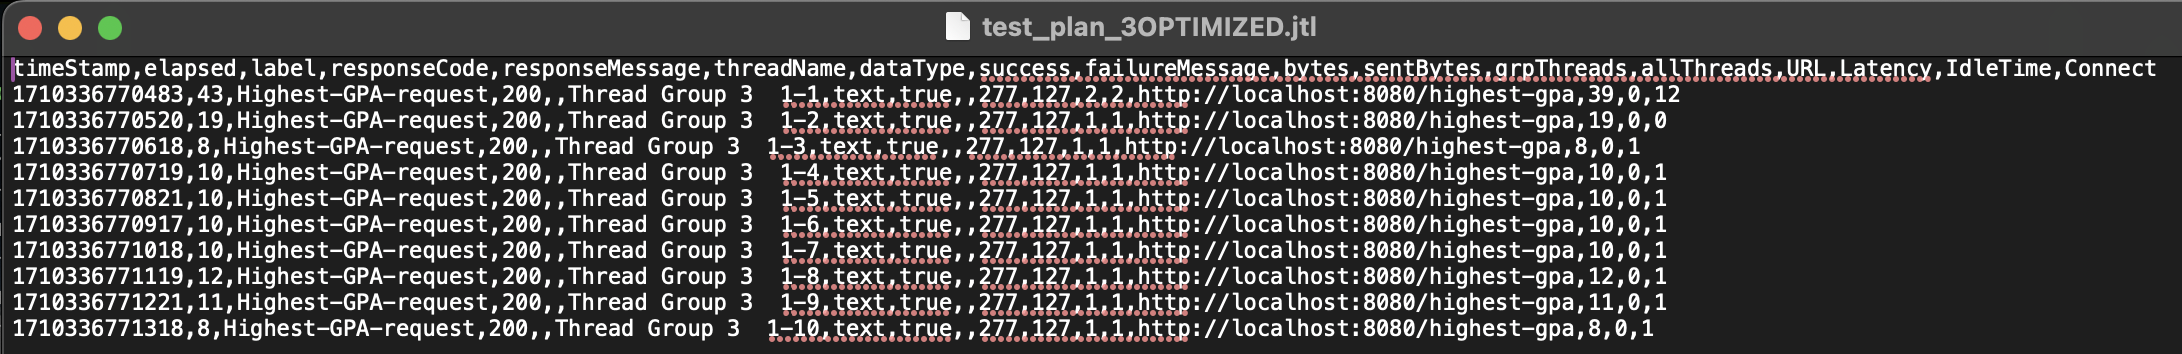 test_plan_3OPTIMIZED.jtl
timeStamp,elapsed,label,responseCode,responseMessage,threadName,dataType,success,failureMessage,bytes,sentBytes,grpThreads,allThreads,URL,Latency,IdleTime,Connect
1710336770483,43,Highest-GPA-request,200,,Thread Group 3  1-1,text,true,,277,127,2,2,http://localhost:8080/highest-gpa,39,0,12
1710336770520,19,Highest-GPA-request,200,,Thread Group 3  1-2,text,true,,277,127,1,1,http://localhost:8080/highest-gpa,19,0,0
1710336770618,8,Highest-GPA-request,200,,Thread Group 3  1-3,text,true,,277,127,1,1,http://localhost:8080/highest-gpa,8,0,1
1710336770719,10,Highest-GPA-request,200,,Thread Group 3  1-4,text,true,,277,127,1,1,http://localhost:8080/highest-gpa,10,0,1
1710336770821,10,Highest-GPA-request,200,,Thread Group 3  1-5,text,true,,277,127,1,1,http://localhost:8080/highest-gpa,10,0,1
1710336770917,10,Highest-GPA-request,200,,Thread Group 3  1-6,text,true,,277,127,1,1,http://localhost:8080/highest-gpa,10,0,1
1710336771018,10,Highest-GPA-request,200,,Thread Group 3  1-7,text,true,,277,127,1,1,http://localhost:8080/highest-gpa,10,0,1
1710336771119,12,Highest-GPA-request,200,,Thread Group 3  1-8,text,true,,277,127,1,1,http://localhost:8080/highest-gpa,12,0,1
1710336771221,11,Highest-GPA-request,200,,Thread Group 3  1-9,text,true,,277,127,1,1,http://localhost:8080/highest-gpa,11,0,1
1710336771318,8,Highest-GPA-request,200,,Thread Group 3  1-10,text,true,,277,127,1,1,http://localhost:8080/highest-gpa,8,0,1